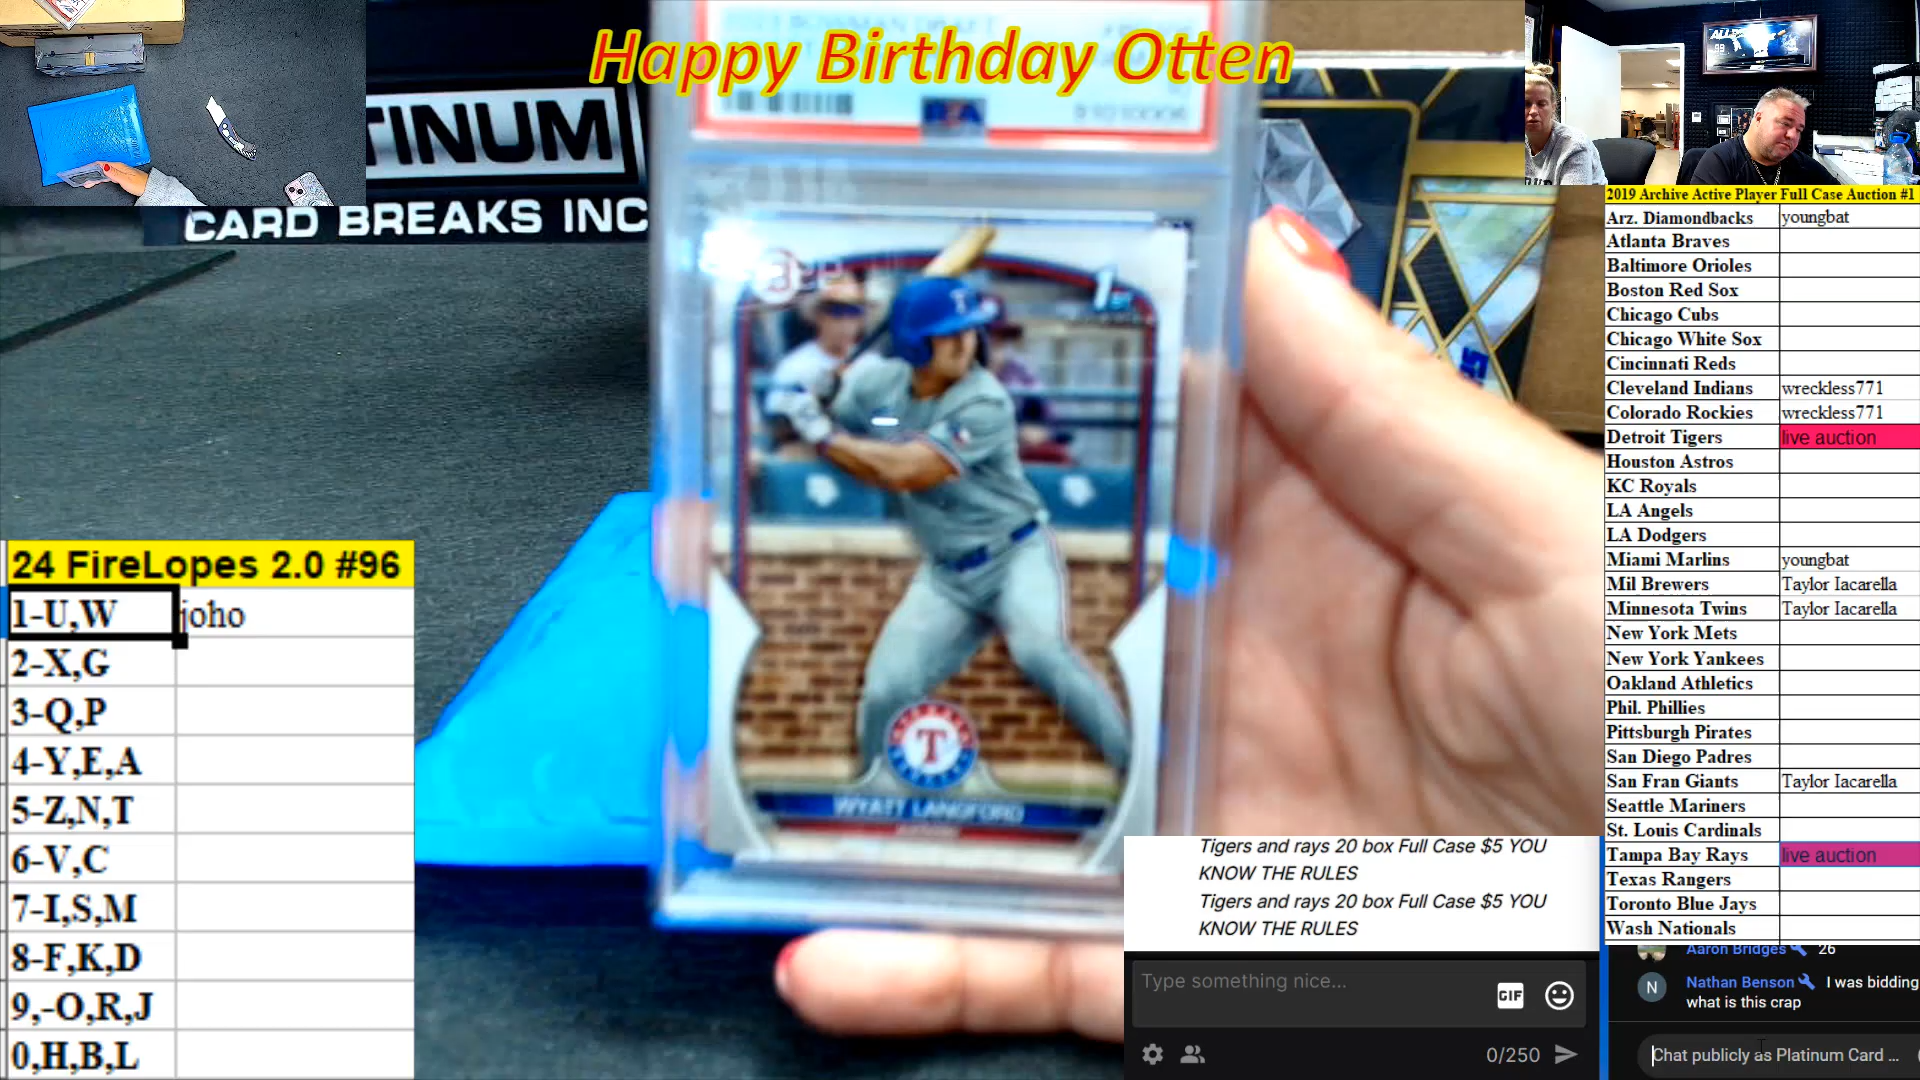 Happy Birthday Otten
TINUM
CARD BREAKS INC
BOWMAN DRAFT
PSA
1st
T
WYATT LANGFORD
24 FireLopes 2.0 #96
1-U,W joho
2-X,G
3-Q,P
4-Y,E,A
5-Z,N,T
6-V,C
7-I,S,M
8-F,K,D
9,-O,R,J
0,H,B,L
2019 Archive Active Player Full Case Auction #1
Arz. Diamondbacks youngbat
Atlanta Braves
Baltimore Orioles
Boston Red Sox
Chicago Cubs
Chicago White Sox
Cincinnati Reds
Cleveland Indians wreckless771
Colorado Rockies wreckless771
Detroit Tigers live auction
Houston Astros
KC Royals
LA Angels
LA Dodgers
Miami Marlins youngbat
Mil Brewers Taylor Iacarella
Minnesota Twins Taylor Iacarella
New York Mets
New York Yankees
Oakland Athletics
Phil. Phillies
Pittsburgh Pirates
San Diego Padres
San Fran Giants Taylor Iacarella
Seattle Mariners
St. Louis Cardinals
Tampa Bay Rays live auction
Texas Rangers
Toronto Blue Jays
Wash Nationals
Tigers and rays 20 box Full Case $5 YOU
KNOW THE RULES
Tigers and rays 20 box Full Case $5 YOU
KNOW THE RULES
Type something nice...
GIF
0/250
Aaron Bridges 26
N Nathan Benson I was bidding
what is this crap
Chat publicly as Platinum Card ...